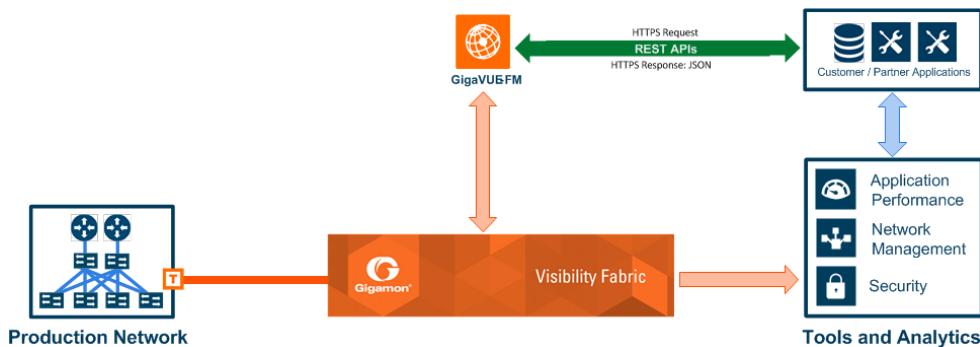 HTTPS Request
REST APIs
HTTPS Response: JSON
GigaVUE-FM
Customer / Partner Applications
Application
Performance
Network
Management
Security
T
Gigamon®
Visibility Fabric
Production Network
Tools and Analytics